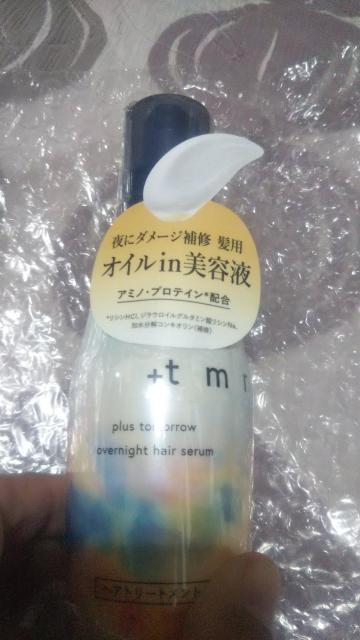 夜にダメージ補修 髪用
オイルin美容液
アミノ・プロテイン*配合
*リシンHCl、ジラウロイルグルタミン酸リシンNa、
加水分解コンキオリン(補修)
+t m r
plus tomorrow
overnight hair serum
ヘアトリートメント